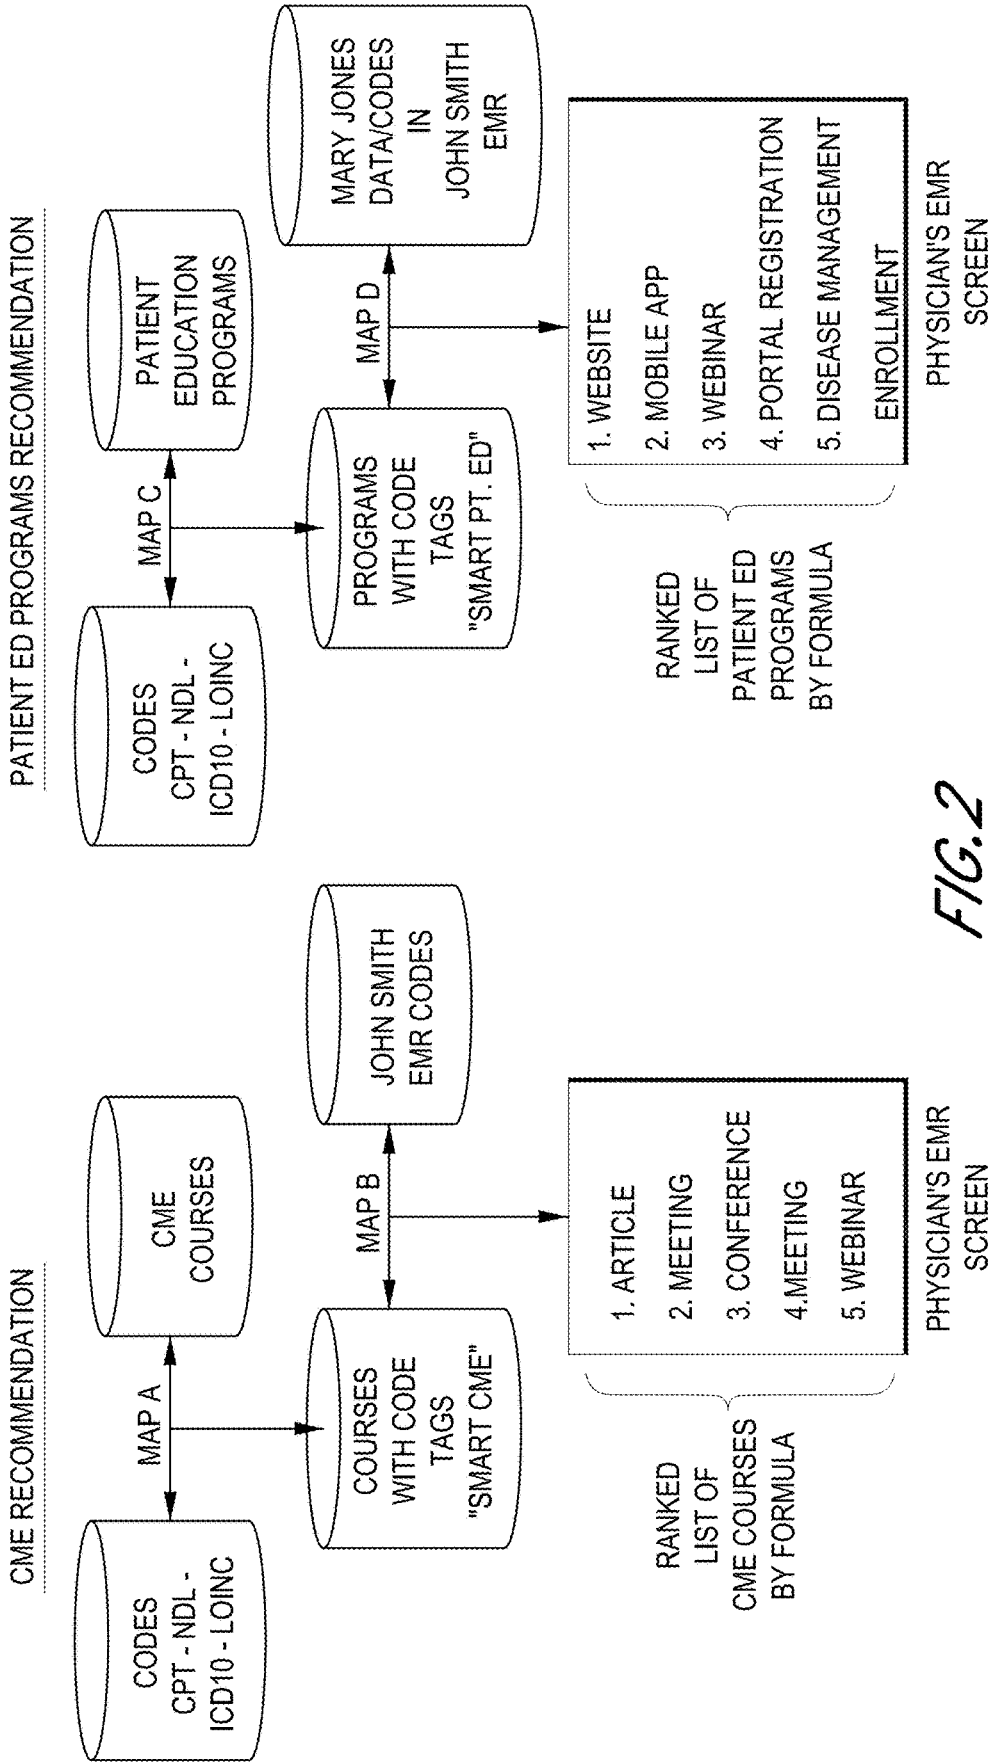 CME RECOMMENDATION
CODES
CPT - NDL -
ICD10 - LOINC
MAP A
CME
COURSES
COURSES
WITH CODE
TAGS
"SMART CME"
MAP B
JOHN SMITH
EMR CODES
RANKED
LIST OF
CME COURSES
BY FORMULA
1. ARTICLE
2. MEETING
3. CONFERENCE
4.MEETING
5. WEBINAR
PHYSICIAN'S EMR
SCREEN
PATIENT ED PROGRAMS RECOMMENDATION
CODES
CPT - NDL -
ICD10 - LOINC
MAP C
PATIENT
EDUCATION
PROGRAMS
PROGRAMS
WITH CODE
TAGS
"SMART PT. ED"
MAP D
MARY JONES
DATA/CODES
IN
JOHN SMITH
EMR
RANKED
LIST OF
PATIENT ED
PROGRAMS
BY FORMULA
1. WEBSITE
2. MOBILE APP
3. WEBINAR
4. PORTAL REGISTRATION
5. DISEASE MANAGEMENT
ENROLLMENT
PHYSICIAN'S EMR
SCREEN
FIG. 2